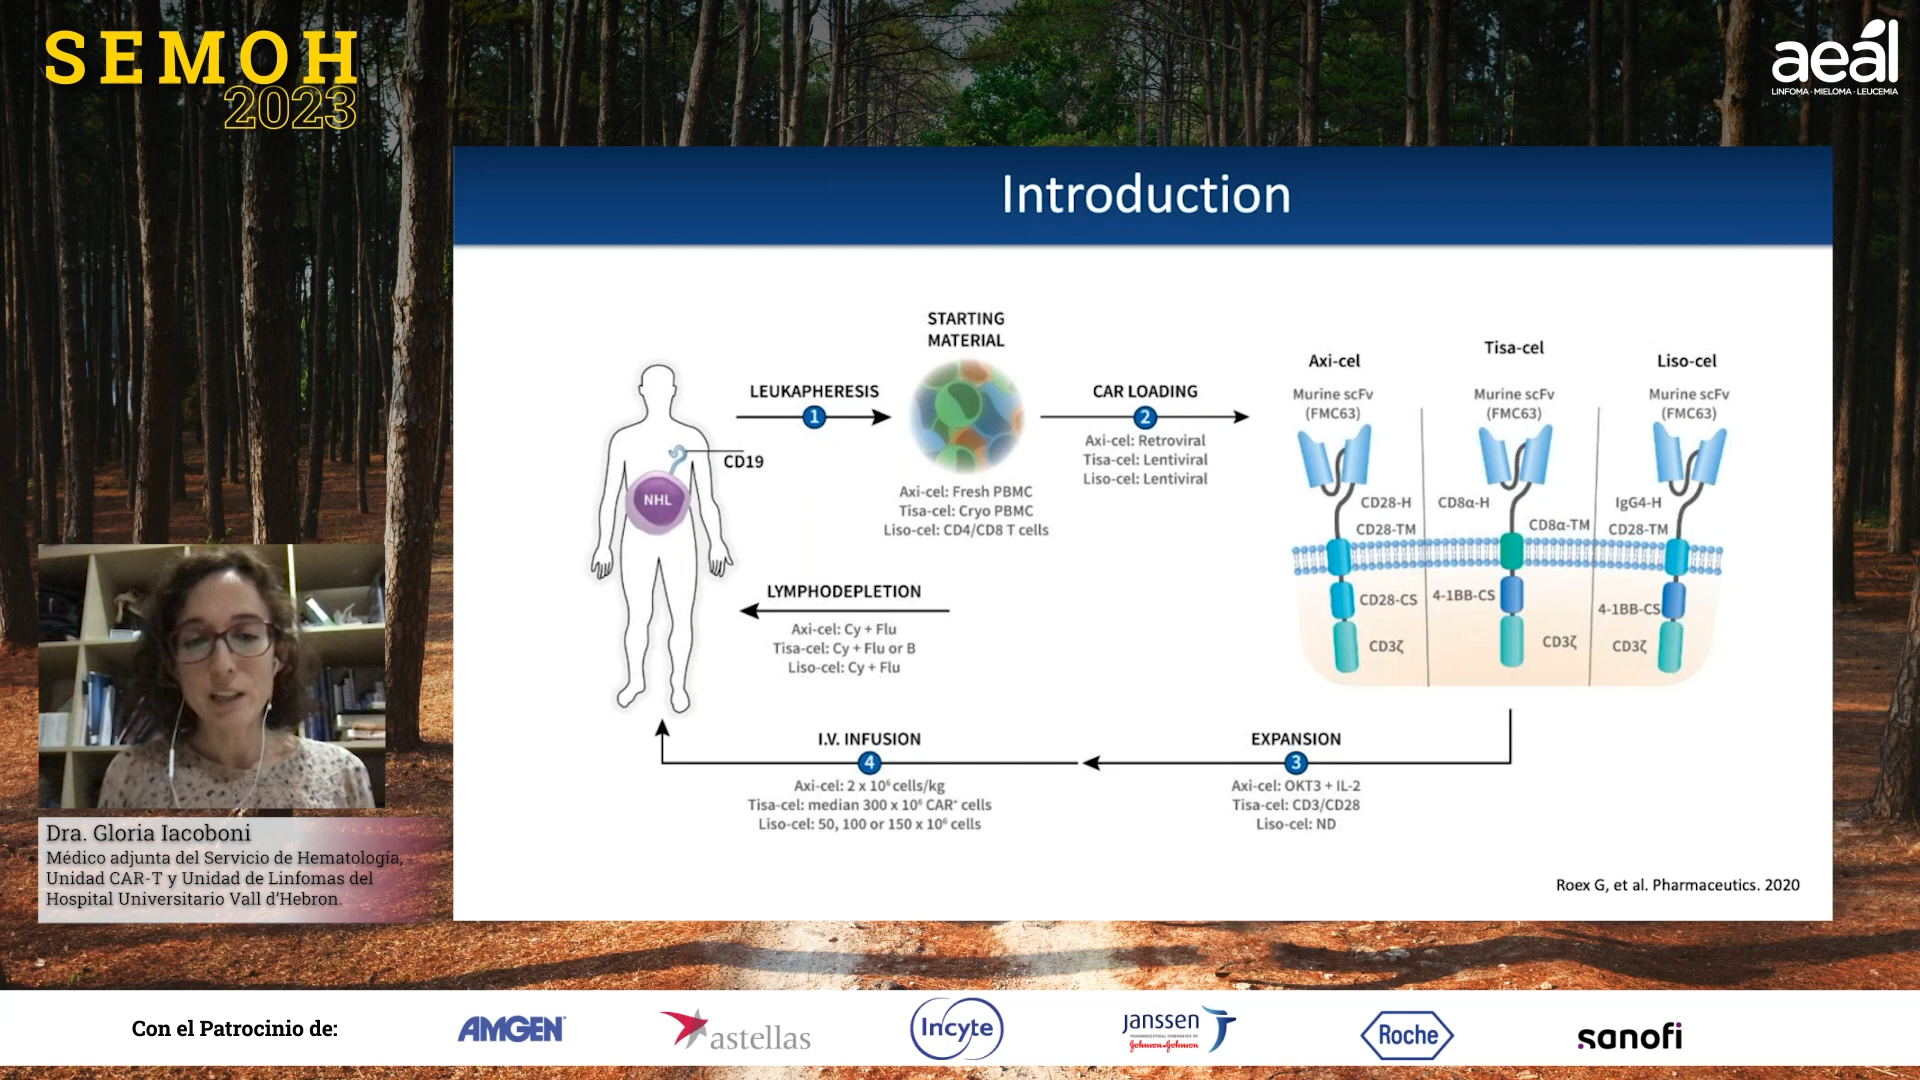 SEMOH
2023
aeal
LINFOMA · MIELOMA · LEUCEMIA
Introduction
STARTING
MATERIAL
LEUKAPHERESIS
1
CAR LOADING
2
Axi-cel: Retroviral
Tisa-cel: Lentiviral
Liso-cel: Lentiviral
CD19
NHL
Axi-cel: Fresh PBMC
Tisa-cel: Cryo PBMC
Liso-cel: CD4/CD8 T cells
Axi-cel
Murine scFv
(FMC63)
Tisa-cel
Murine scFv
(FMC63)
Liso-cel
Murine scFv
(FMC63)
CD28-H
CD8α-H
IgG4-H
CD28-TM
CD8α-TM
CD28-TM
CD28-CS
4-1BB-CS
4-1BB-CS
CD3ζ
CD3ζ
CD3ζ
LYMPHODEPLETION
Axi-cel: Cy + Flu
Tisa-cel: Cy + Flu or B
Liso-cel: Cy + Flu
I.V. INFUSION
4
Axi-cel: 2 x 10⁶ cells/kg
Tisa-cel: median 300 x 10⁶ CAR⁺ cells
Liso-cel: 50, 100 or 150 x 10⁶ cells
EXPANSION
3
Axi-cel: OKT3 + IL-2
Tisa-cel: CD3/CD28
Liso-cel: ND
Roex G, et al. Pharmaceutics. 2020
Dra. Gloria Iacoboni
Médico adjunta del Servicio de Hematología,
Unidad CAR-T y Unidad de Linfomas del
Hospital Universitario Vall d'Hebron.
Con el Patrocinio de:
AMGEN
astellas
Incyte
janssen
PHARMACEUTICAL COMPANIES OF
Johnson & Johnson
Roche
sanofi